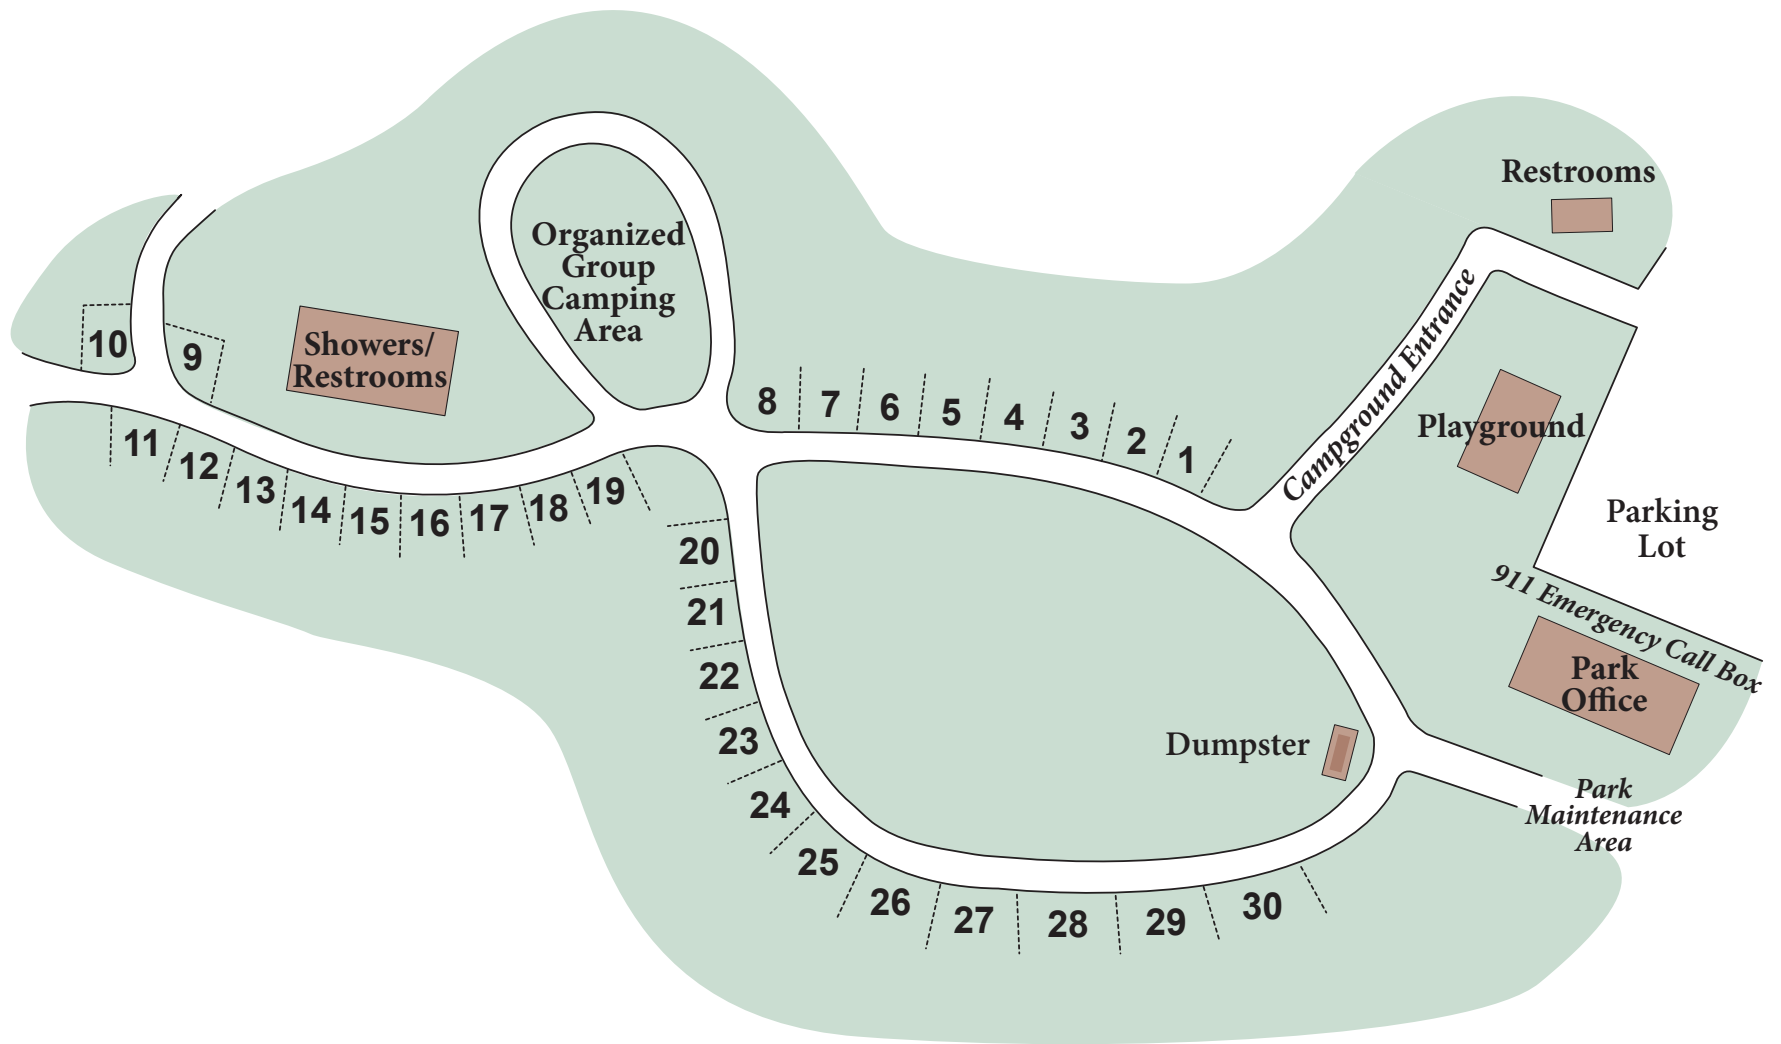 Restrooms
Organized
Group
Camping
Area
Campground Entrance
10
9
Showers/
Restrooms
8
7
6
5
4
3
2
1
Playground
11
12
13
14
15
16
17
18
19
Parking
Lot
20
21
22
23
24
25
26
27
28
29
30
911 Emergency Call Box
Park
Office
Dumpster
Park
Maintenance
Area